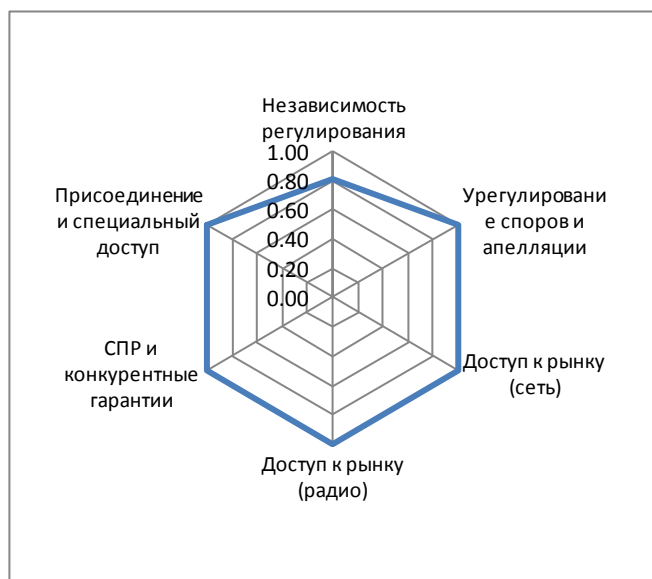 Независимость
регулирования
1.00
0.80
0.60
0.40
0.20
0.00
Урегулировани
е споров и
апелляции
Доступ к рынку
(сеть)
Доступ к рынку
(радио)
СПР и
конкурентные
гарантии
Присоединение
и специальный
доступ